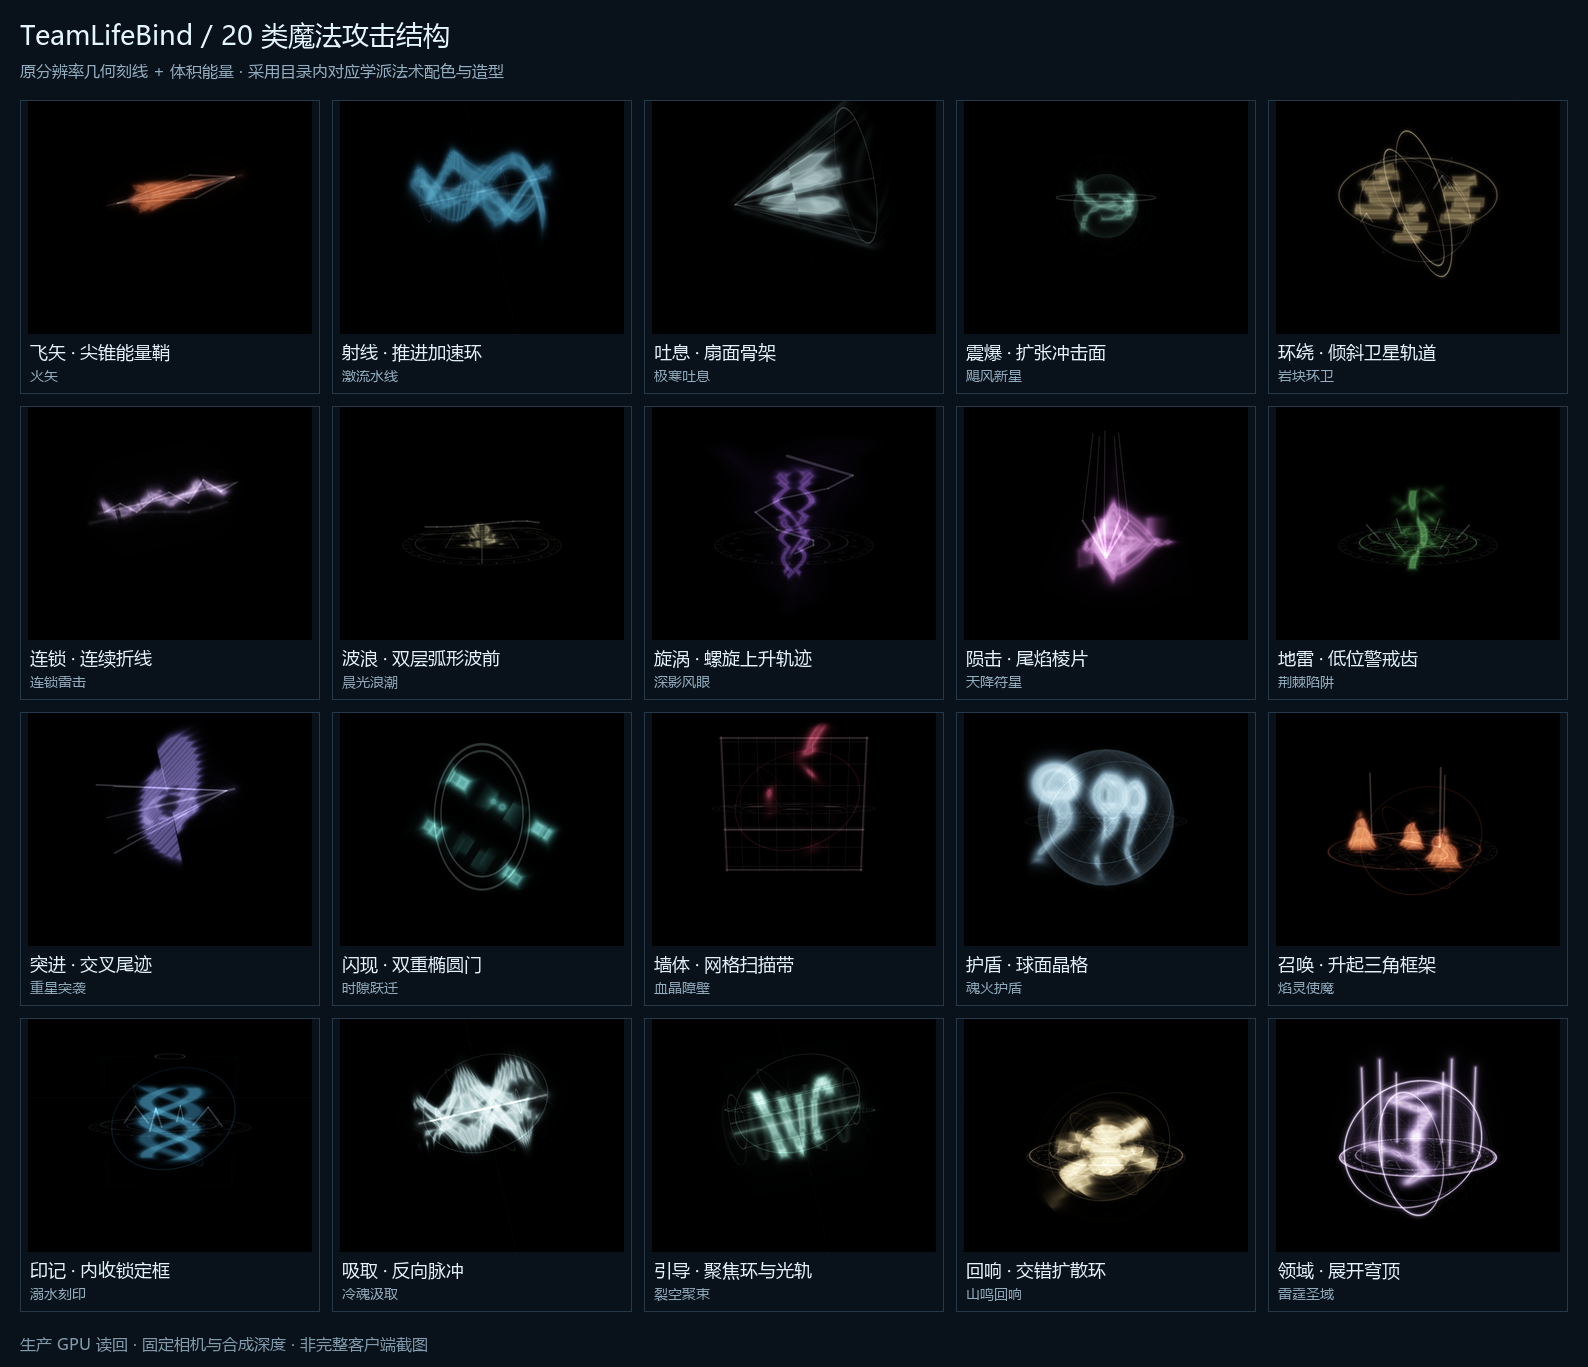 TeamLifeBind / 20 类魔法攻击结构
原分辨率几何刻线 + 体积能量 · 采用目录内对应学派法术配色与造型
飞矢 · 尖锥能量鞘
火矢
射线 · 推进加速环
激流水线
吐息 · 扇面骨架
极寒吐息
震爆 · 扩张冲击面
飓风新星
环绕 · 倾斜卫星轨道
岩块环卫
连锁 · 连续折线
连锁雷击
波浪 · 双层弧形波前
晨光浪潮
旋涡 · 螺旋上升轨迹
深影风眼
陨击 · 尾焰棱片
天降符星
地雷 · 低位警戒齿
荆棘陷阱
突进 · 交叉尾迹
重星突袭
闪现 · 双重椭圆门
时隙跃迁
墙体 · 网格扫描带
血晶障壁
护盾 · 球面晶格
魂火护盾
召唤 · 升起三角框架
焰灵使魔
印记 · 内收锁定框
溺水刻印
吸取 · 反向脉冲
冷魂汲取
引导 · 聚焦环与光轨
裂空聚束
回响 · 交错扩散环
山鸣回响
领域 · 展开穹顶
雷霆圣域
生产 GPU 读回 · 固定相机与合成深度 · 非完整客户端截图